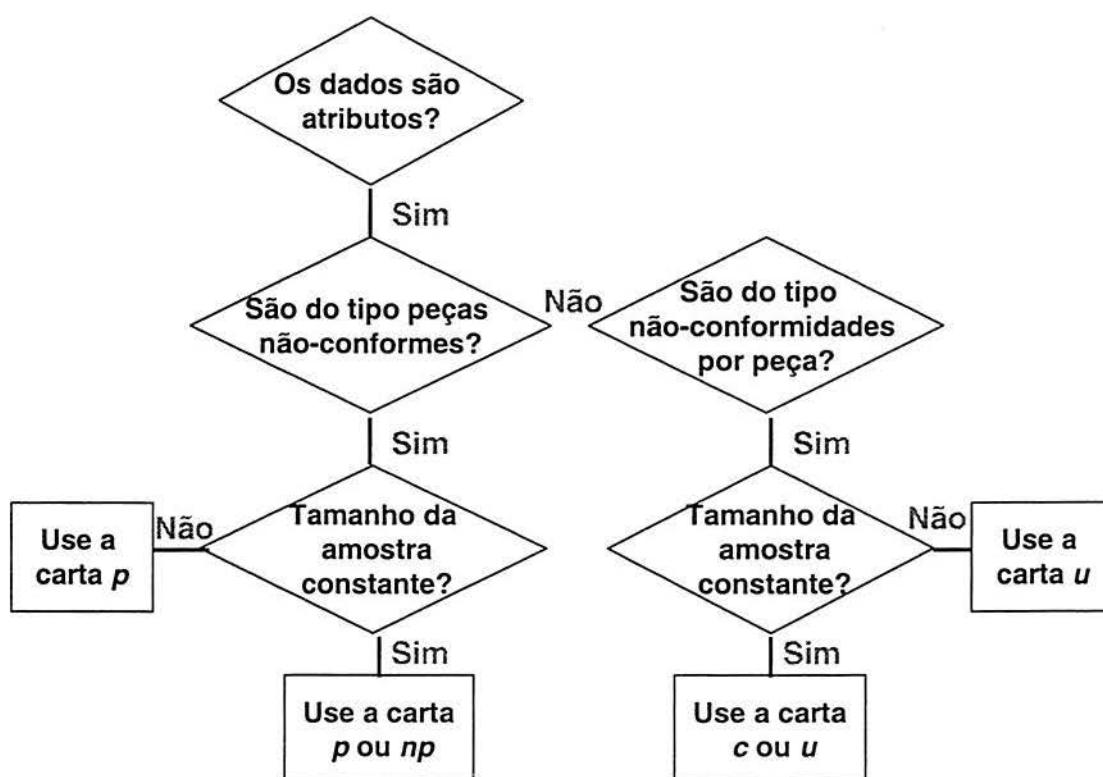 Os dados são
atributos?
Sim
São do tipo peças
não-conformes?
Não
São do tipo
não-conformidades
por peça?
Sim
Sim
Use a
carta p
Não
Tamanho da
amostra
constante?
Tamanho da
amostra
constante?
Não
Use a
carta u
Sim
Sim
Use a carta
p ou np
Use a carta
c ou u